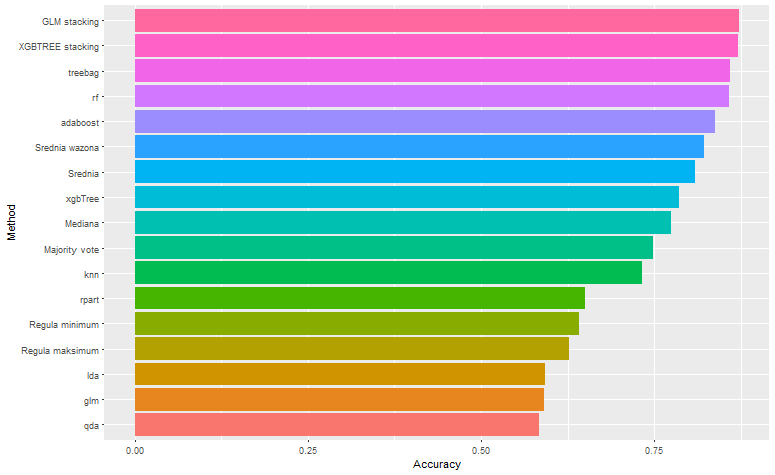 GLM stacking
XGBTREE stacking
treebag
rf
adaboost
Srednia wazona
Srednia
xgbTree
Mediana
Majority vote
knn
rpart
Regula minimum
Regula maksimum
lda
glm
qda
Method
0.00 0.25 0.50 0.75
Accuracy